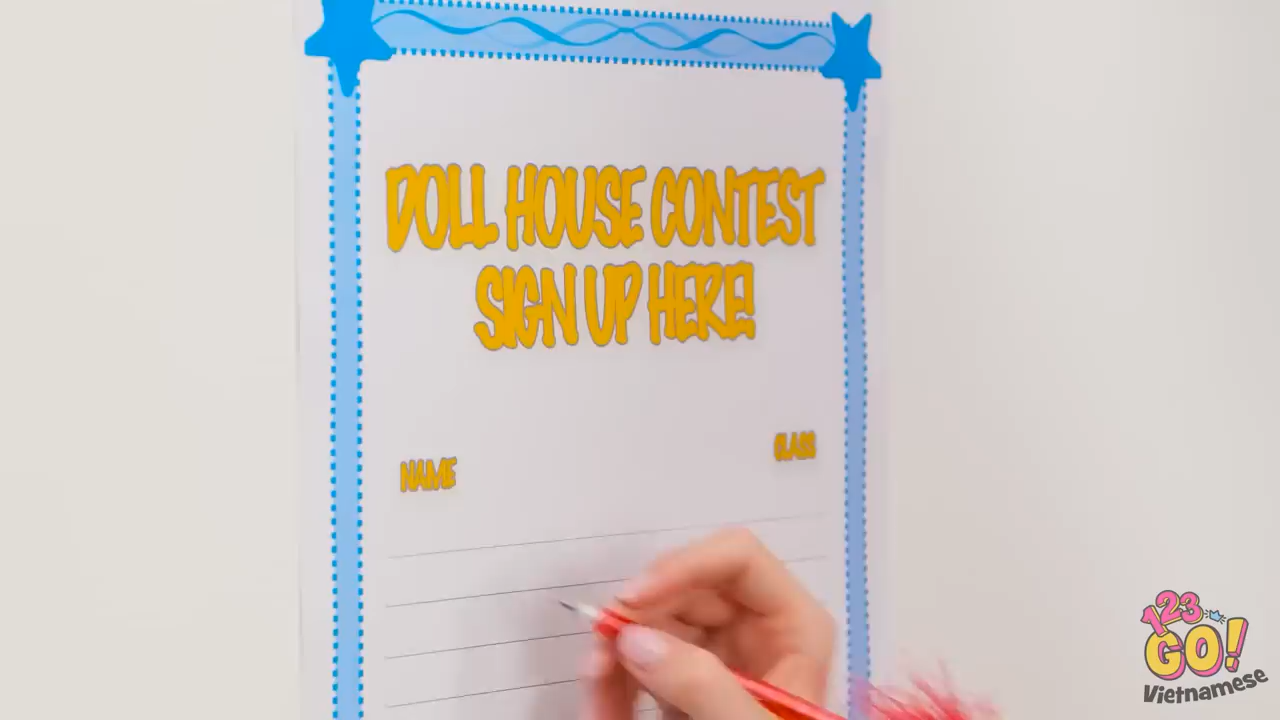 DOLL HOUSE CONTEST
SIGN UP HERE!
NAME
CLASS
123
GO!
Vietnamese